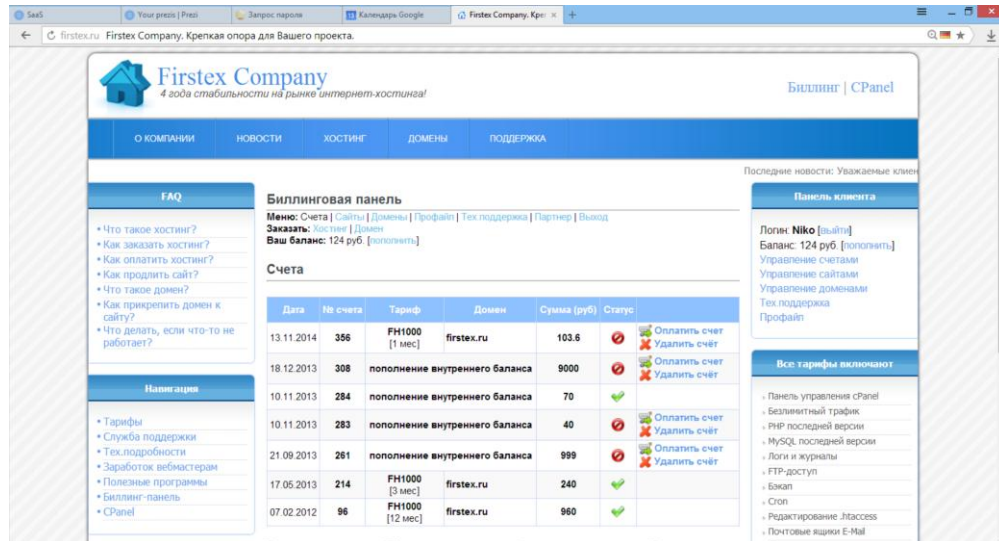 SaaS
Your prezis | Prezi
Запрос пароля
Календарь Google
Firstex Company. Креп
firstex.ru Firstex Company. Крепкая опора для Вашего проекта.
Firstex Company
4 года стабильности на рынке интернет-хостинга!
Биллинг | CPanel
О КОМПАНИИ
НОВОСТИ
ХОСТИНГ
ДОМЕНЫ
ПОДДЕРЖКА
Последние новости: Уважаемые клиен
FAQ
• Что такое хостинг?
• Как заказать хостинг?
• Как оплатить хостинг?
• Как продлить сайт?
• Что такое домен?
• Как прикрепить домен к
сайту?
• Что делать, если что-то не
работает?
Навигация
• Тарифы
• Служба поддержки
• Тех.подробности
• Заработок вебмастерам
• Полезные программы
• Биллинг-панель
• CPanel
Биллинговая панель
Меню: Счета | Сайты | Домены | Профайл | Тех.поддержка | Партнер | Выход
Заказать: Хостинг | Домен
Ваш баланс: 124 руб. [пополнить]
Счета
Дата № счета Тариф Домен Сумма (руб) Статус
13.11.2014 356 FH1000 [1 мес] firstex.ru 103.6 Оплатить счет
Удалить счёт
18.12.2013 308 пополнение внутреннего баланса 9000 Оплатить счет
Удалить счёт
10.11.2013 284 пополнение внутреннего баланса 70
10.11.2013 283 пополнение внутреннего баланса 40 Оплатить счет
Удалить счёт
21.09.2013 261 пополнение внутреннего баланса 999 Оплатить счет
Удалить счёт
17.05.2013 214 FH1000 [3 мес] firstex.ru 240
07.02.2012 96 FH1000 [12 мес] firstex.ru 960
Панель клиента
Логин: Niko [выйти]
Баланс: 124 руб. [пополнить]
Управление счетами
Управление сайтами
Управление доменами
Тех.поддержка
Профайл
Все тарифы включают
Панель управления cPanel
Безлимитный трафик
PHP последней версии
MySQL последней версии
Логи и журналы
FTP-доступ
Бэкап
Cron
Редактирование .htaccess
Почтовые ящики E-Mail